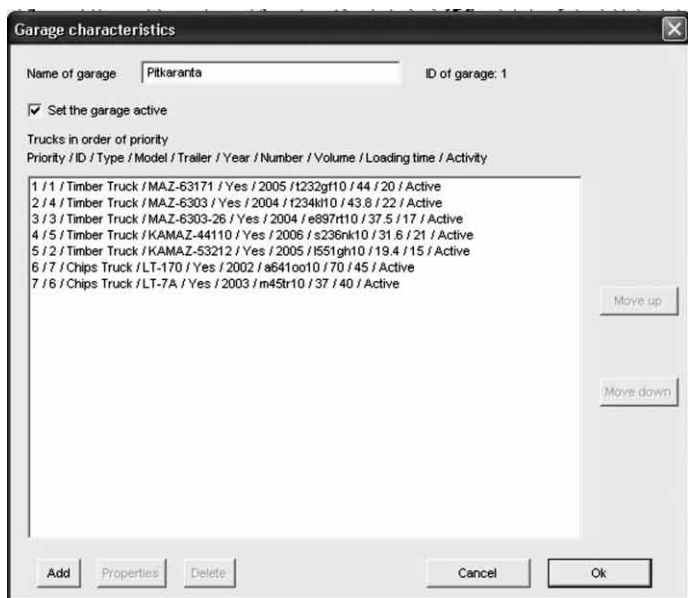 Garage characteristics
Name of garage Pitkaranta ID of garage: 1
Set the garage active
Trucks in order of priority
Priority / ID / Type / Model / Trailer / Year / Number / Volume / Loading time / Activity
1 / 1 / Timber Truck / MAZ-63171 / Yes / 2005 / t232gf10 / 44 / 20 / Active
2 / 4 / Timber Truck / MAZ-6303 / Yes / 2004 / f234kl10 / 43.8 / 22 / Active
3 / 3 / Timber Truck / MAZ-6303-26 / Yes / 2004 / e897rt10 / 37.5 / 17 / Active
4 / 5 / Timber Truck / KAMAZ-44110 / Yes / 2006 / s236nk10 / 31.6 / 21 / Active
5 / 2 / Timber Truck / KAMAZ-53212 / Yes / 2005 / l551gh10 / 19.4 / 15 / Active
6 / 7 / Chips Truck / LT-170 / Yes / 2002 / a641oo10 / 70 / 45 / Active
7 / 6 / Chips Truck / LT-7A / Yes / 2003 / m45tr10 / 37 / 40 / Active
Move up
Move down
Add Properties Delete Cancel Ok